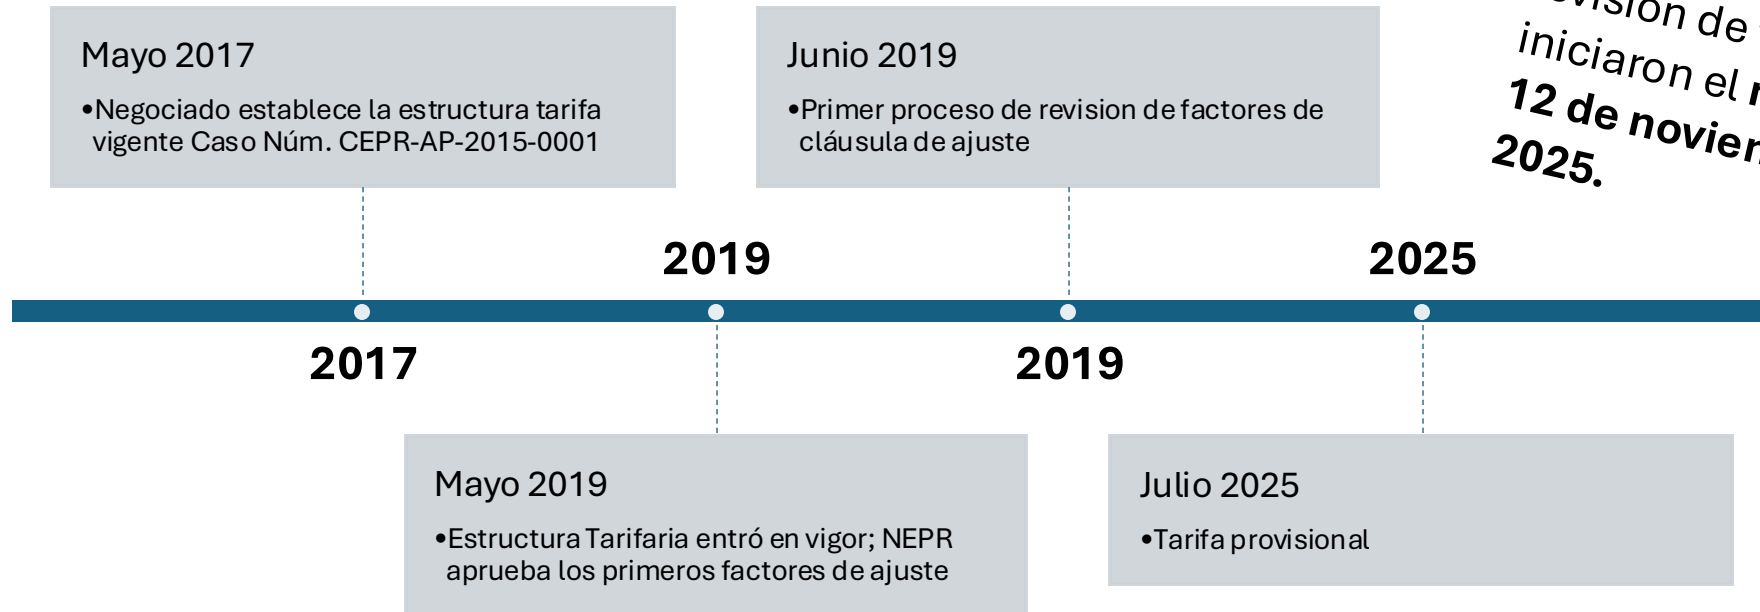 Mayo 2017
•Negociado establece la estructura tarifa
vigente Caso Núm. CEPR-AP-2015-0001
Junio 2019
•Primer proceso de revision de factores de
cláusula de ajuste
de
iniciaron el
12 de
2025.
2019
2025
2017
2019
Mayo 2019
•Estructura Tarifaria entró en vigor; NEPR
aprueba los primeros factores de ajuste
Julio 2025
•Tarifa provisional